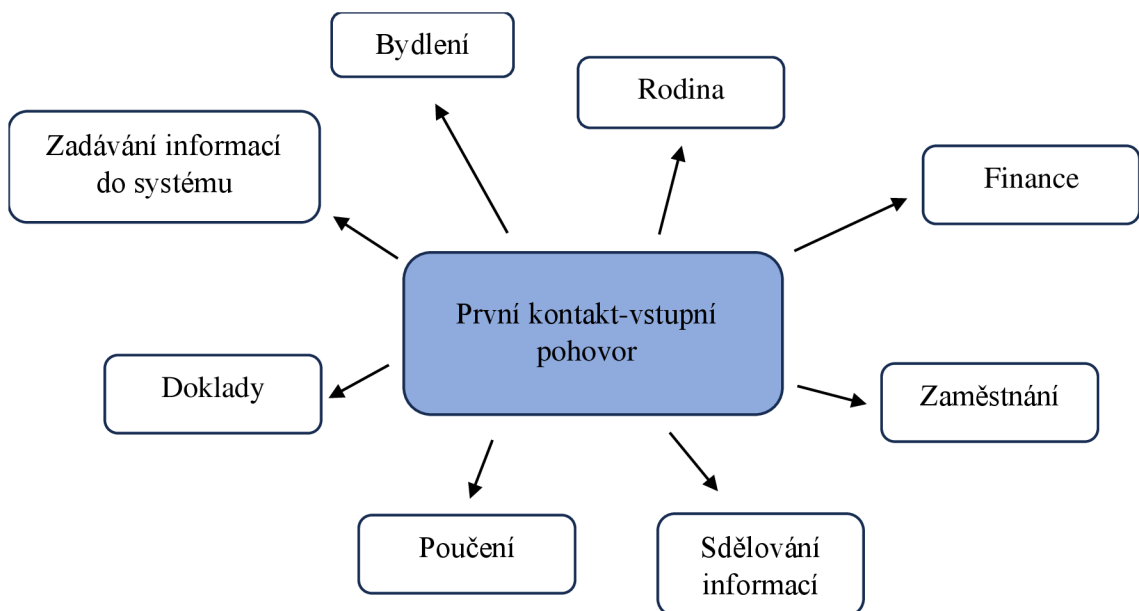 Bydlení
Rodina
Zadávání informací
do systému
Finance
První kontakt-vstupní
pohovor
Doklady
Zaměstnání
Poučení
Sdělování
informací